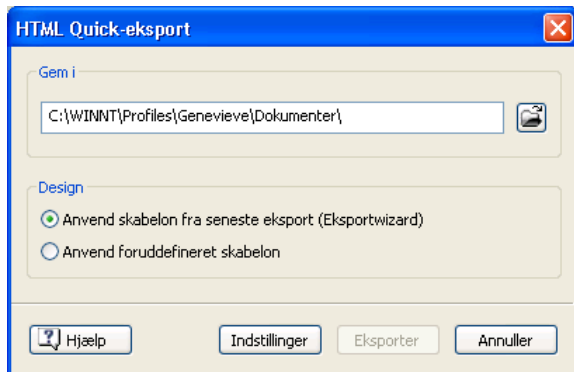 HTML Quick-eksport
Gem i
C:\WINNT\Profiles\Genevieve\Dokumenter\
Design
Anvend skabelon fra seneste eksport (Eksportwizard)
Anvend foruddefineret skabelon
Hjælp Indstillinger Eksporter Annuller